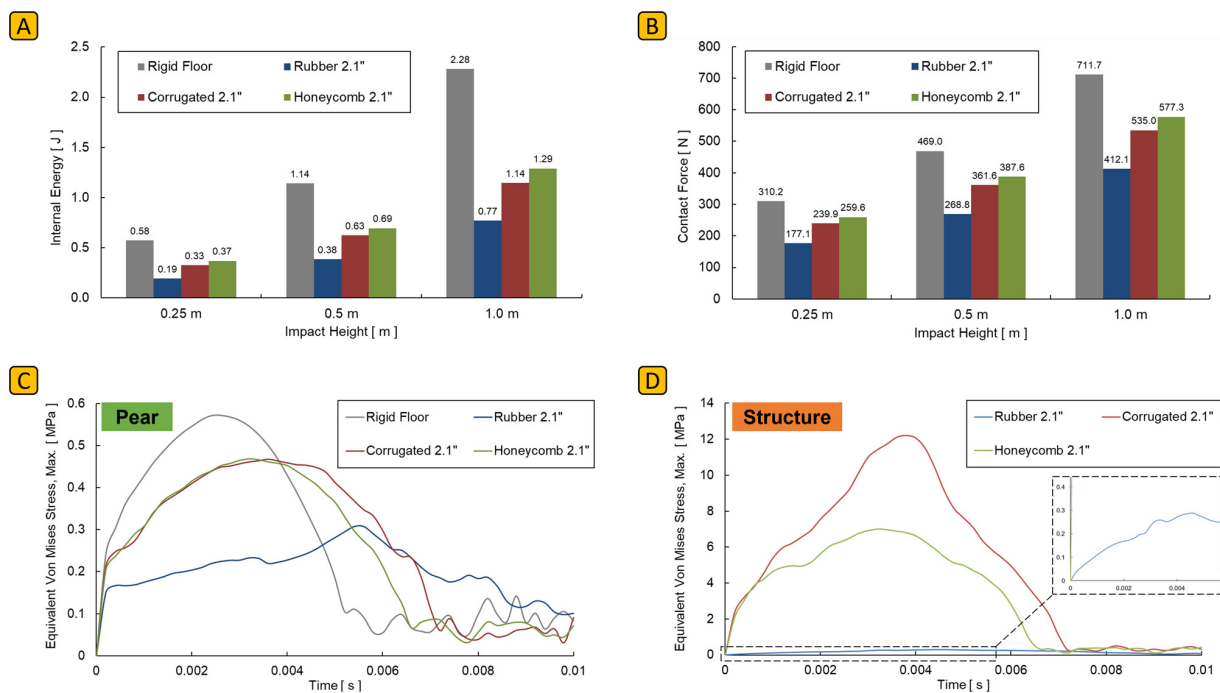 A
Internal Energy [ J ]
2.5
2.0
1.5
1.0
0.5
0.0
Rigid Floor
Rubber 2.1"
Corrugated 2.1"
Honeycomb 2.1"
0.58
0.19
0.33
0.37
1.14
0.38
0.63
0.69
2.28
0.77
1.14
1.29
0.25 m
0.5 m
1.0 m
Impact Height [ m ]
B
Contact Force [ N ]
800
700
600
500
400
300
200
100
0
Rigid Floor
Rubber 2.1"
Corrugated 2.1"
Honeycomb 2.1"
310.2
177.1
239.9
259.6
469.0
268.8
361.6
387.6
711.7
412.1
535.0
577.3
0.25 m
0.5 m
1.0 m
Impact Height [ m ]
C
Equivalent Von Mises Stress, Max. [ MPa ]
0.6
0.5
0.4
0.3
0.2
0.1
0
Pear
Rigid Floor
Rubber 2.1"
Corrugated 2.1"
Honeycomb 2.1"
0
0.002
0.004
0.006
0.008
0.01
Time [ s ]
D
Equivalent Von Mises Stress, Max. [ MPa ]
14
12
10
8
6
4
2
0
Structure
Rubber 2.1"
Corrugated 2.1"
Honeycomb 2.1"
0.4
0.3
0.2
0.1
0
0
0.002
0.004
0
0.002
0.004
0.006
0.008
0.01
Time [ s ]